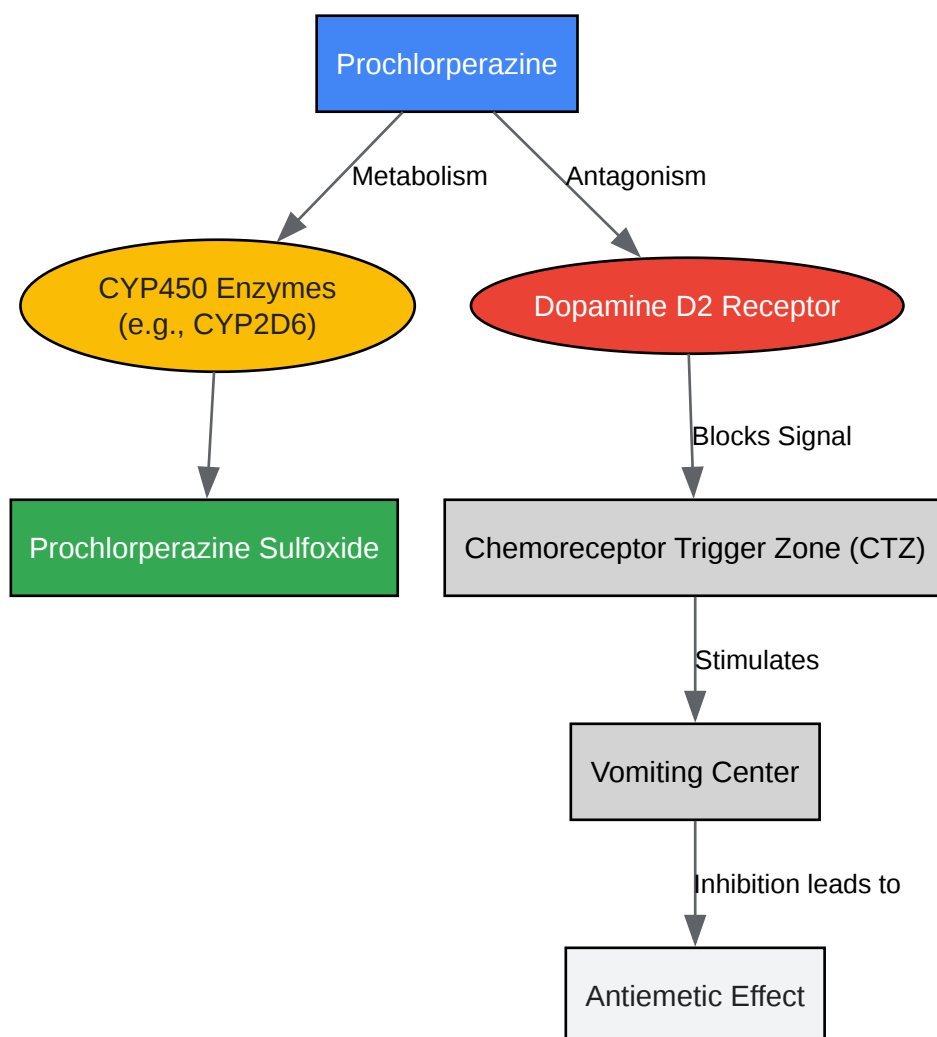 Prochlorperazine
Metabolism
Antagonism
CYP450 Enzymes
(e.g., CYP2D6)
Dopamine D2 Receptor
Blocks Signal
Prochlorperazine Sulfoxide
Chemoreceptor Trigger Zone (CTZ)
Stimulates
Vomiting Center
Inhibition leads to
Antiemetic Effect